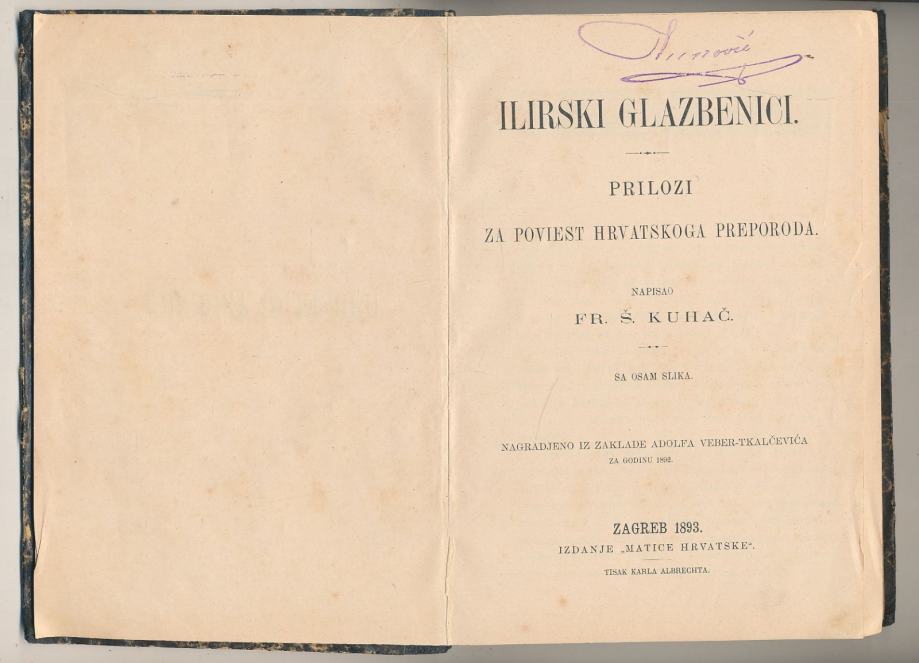 ILIRSKI GLAZBENICI.
PRILOZI
ZA POVIEST HRVATSKOGA PREPORODA.
NAPISAO
FR. Š. KUHAČ.
SA OSAM SLIKA.
NAGRADJENO IZ ZAKLADE ADOLFA VEBER-TKALČEVIĆA
ZA GODINU 1892.
ZAGREB 1893.
IZDANJE „MATICE HRVATSKE“.
TISAK KARLA ALBRECHTA.